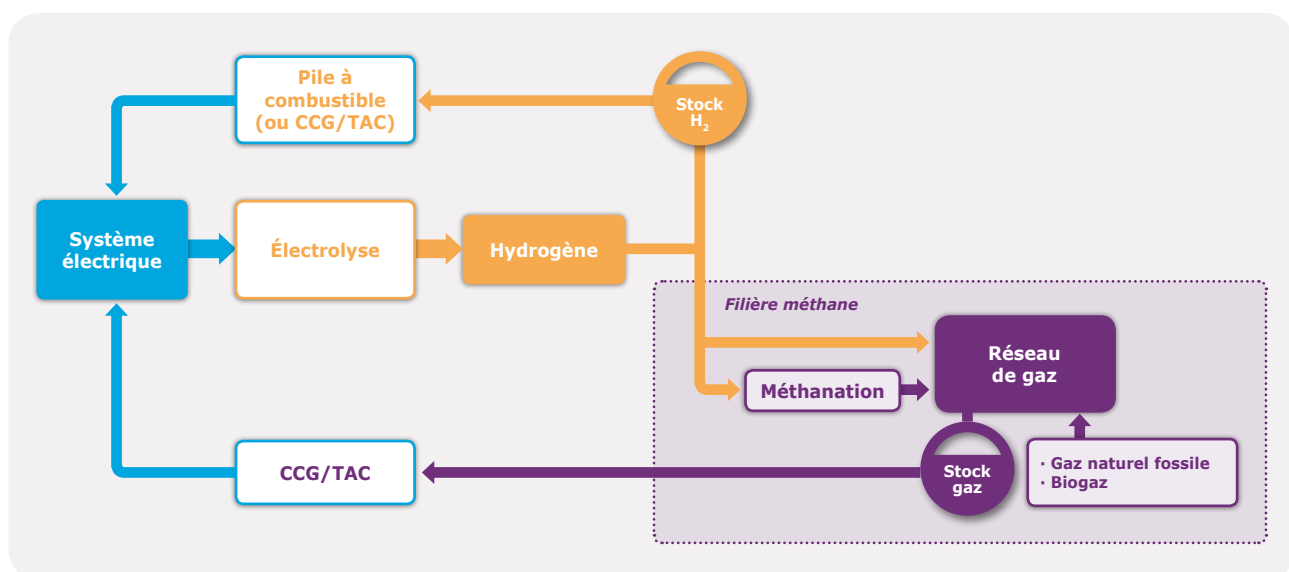 Pile à
combustible
(ou CCG/TAC)
Stock
H₂
Système
électrique
Électrolyse
Hydrogène
Filière méthane
Réseau
de gaz
Méthanation
CCG/TAC
Stock
gaz
· Gaz naturel fossile
· Biogaz